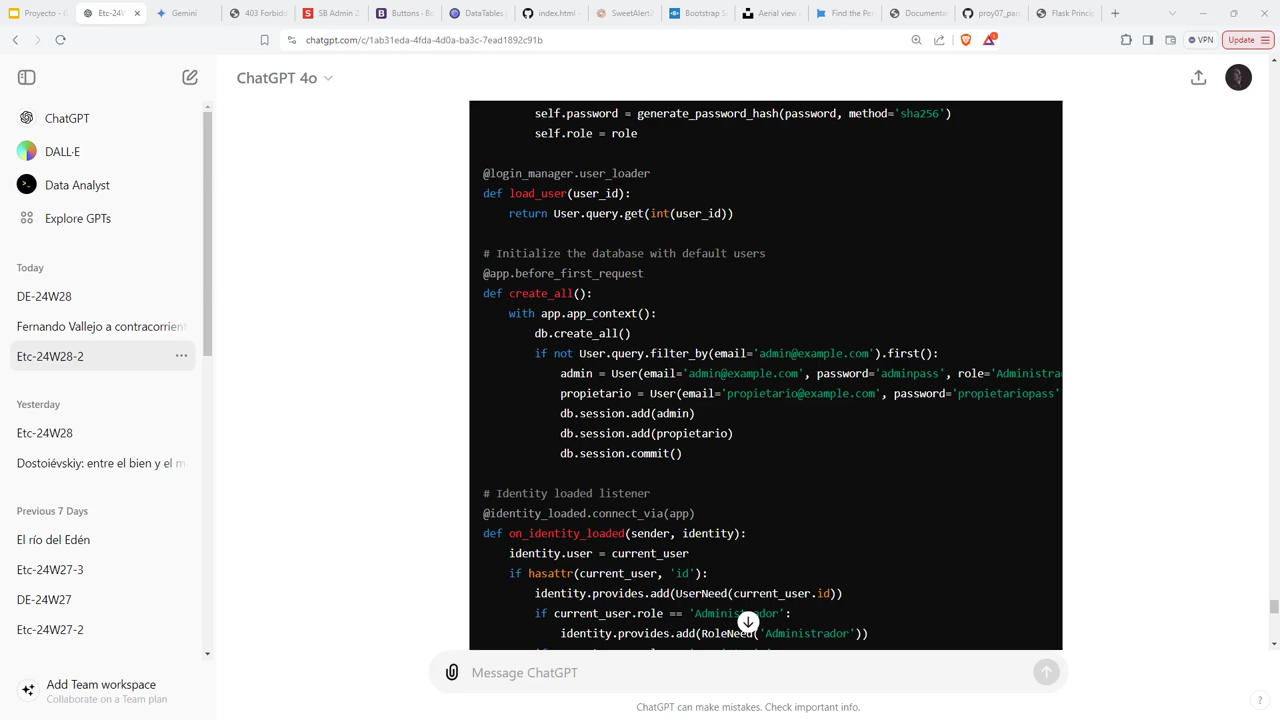 Proyecto - G
Etc-24W
Gemini
403 Forbidd
SB Admin 2
Buttons - Bo
DataTables
index.html -
SweetAlert2
Bootstrap S
Aerial view
Find the Per
Documentar
proy07_par
Flask Princip
chatgpt.com/c/1ab31eda-4fda-4d0a-ba3c-7ead1892c91b
VPN
Update
ChatGPT 4o
ChatGPT
DALL·E
Data Analyst
Explore GPTs
Today
DE-24W28
Fernando Vallejo a contracorrient
Etc-24W28-2
Yesterday
Etc-24W28
Dostoiévskiy: entre el bien y el m
Previous 7 Days
El río del Edén
Etc-24W27-3
DE-24W27
Etc-24W27-2
Add Team workspace
Collaborate on a Team plan
self.password = generate_password_hash(password, method='sha256')
self.role = role
@login_manager.user_loader
def load_user(user_id):
return User.query.get(int(user_id))
# Initialize the database with default users
@app.before_first_request
def create_all():
with app.app_context():
db.create_all()
if not User.query.filter_by(email='admin@example.com').first():
admin = User(email='admin@example.com', password='adminpass', role='Administra
propietario = User(email='propietario@example.com', password='propietariopass'
db.session.add(admin)
db.session.add(propietario)
db.session.commit()
# Identity loaded listener
@identity_loaded.connect_via(app)
def on_identity_loaded(sender, identity):
identity.user = current_user
if hasattr(current_user, 'id'):
identity.provides.add(UserNeed(current_user.id))
if current_user.role == 'Administrador':
identity.provides.add(RoleNeed('Administrador'))
Message ChatGPT
ChatGPT can make mistakes. Check important info.
?